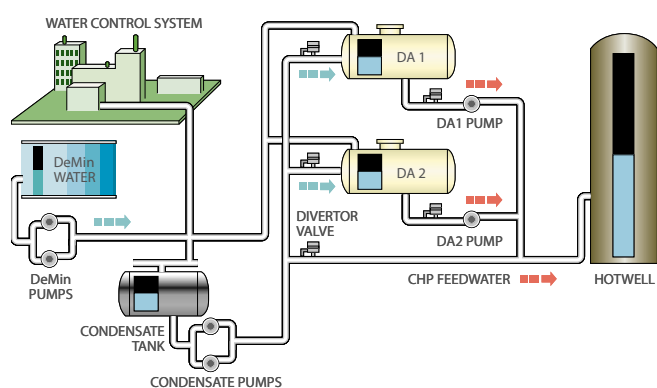 WATER CONTROL SYSTEM
DA 1
DA1 PUMP
DeMin
WATER
DA 2
DIVERTOR
VALVE
DA2 PUMP
DeMin
PUMPS
CHP FEEDWATER
HOTWELL
CONDENSATE
TANK
CONDENSATE PUMPS